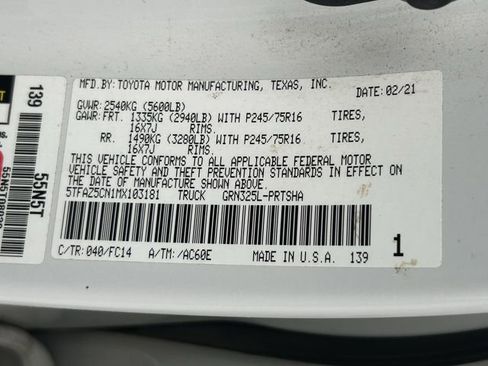 MFD.BY: TOYOTA MOTOR MANUFACTURING, TEXAS, INC.
DATE: 02/21
GVWR: 2540KG (5600LB)
GAWR: FRT. 1335KG (2940LB) WITH P245/75R16 TIRES,
16X7J RIMS.
RR. 1490KG (3280LB) WITH P245/75R16 TIRES,
16X7J RIMS.
THIS VEHICLE CONFORMS TO ALL APPLICABLE FEDERAL MOTOR
VEHICLE SAFETY AND THEFT PREVENTION STANDARDS IN EFFECT ON
THE DATE OF MANUFACTURE SHOWN ABOVE.
5TFAZ5CN1MX103181 TRUCK GRN325L-PRTSHA
C/TR: 040/FC14 A/TM: /AC60E MADE IN U.S.A. 139
1
139
55W5T